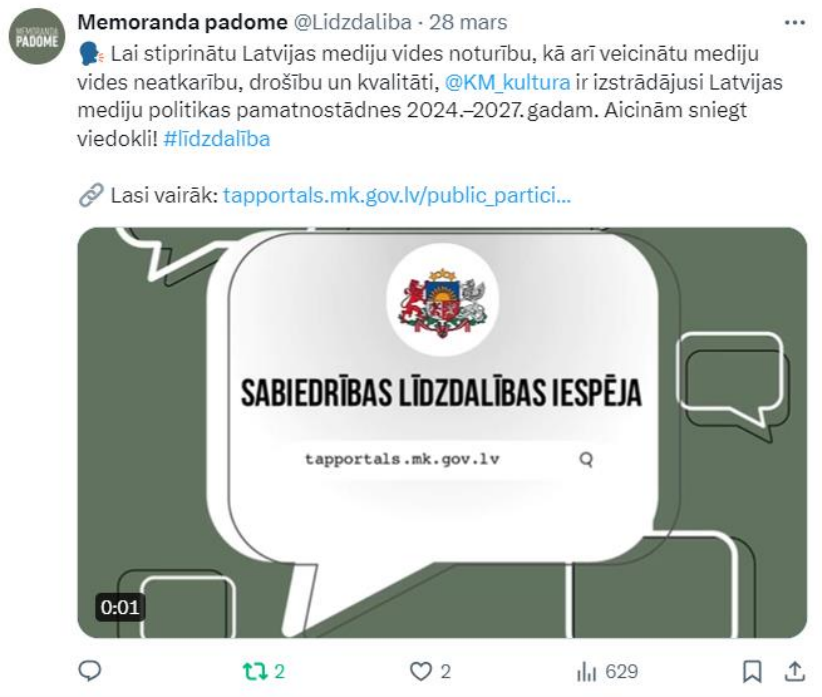 MEMORANDA
PADOME
Memoranda padome @Lidzdaliba · 28 mars
Lai stiprinātu Latvijas mediju vides noturību, kā arī veicinātu mediju
vides neatkarību, drošību un kvalitāti, @KM_kultura ir izstrādājusi Latvijas
mediju politikas pamatnostādnes 2024.–2027.gadam. Aicinām sniegt
viedokli! #līdzdalība
Lasi vairāk: tapportals.mk.gov.lv/public_partici...
SABIEDRĪBAS LĪDZDALĪBAS IESPĒJA
tapportals.mk.gov.lv
0:01
2
2
629